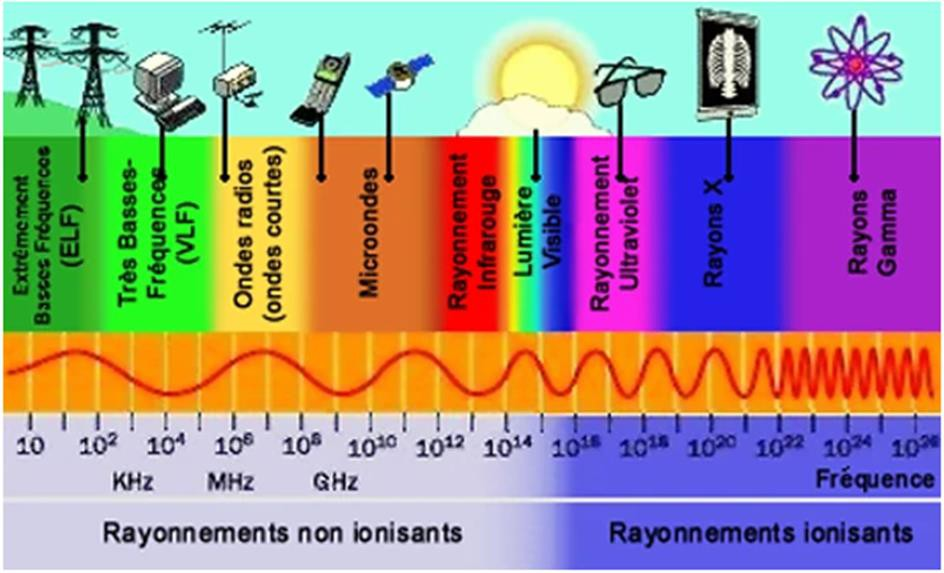 Extrêmement
Basses Fréquences
(ELF)
Très Basses-
Fréquences
(VLF)
Ondes radios
(ondes courtes)
Microondes
Rayonnement
Infrarouge
Lumière
Visible
Rayonnement
Ultraviolet
Rayons X
Rayons
Gamma
10 10² 10⁴ 10⁶ 10⁸ 10¹⁰ 10¹² 10¹⁴ 10¹⁶ 10¹⁸ 10²⁰ 10²² 10²⁴ 10²⁶
KHz MHz GHz Fréquence
Rayonnements non ionisants Rayonnements ionisants